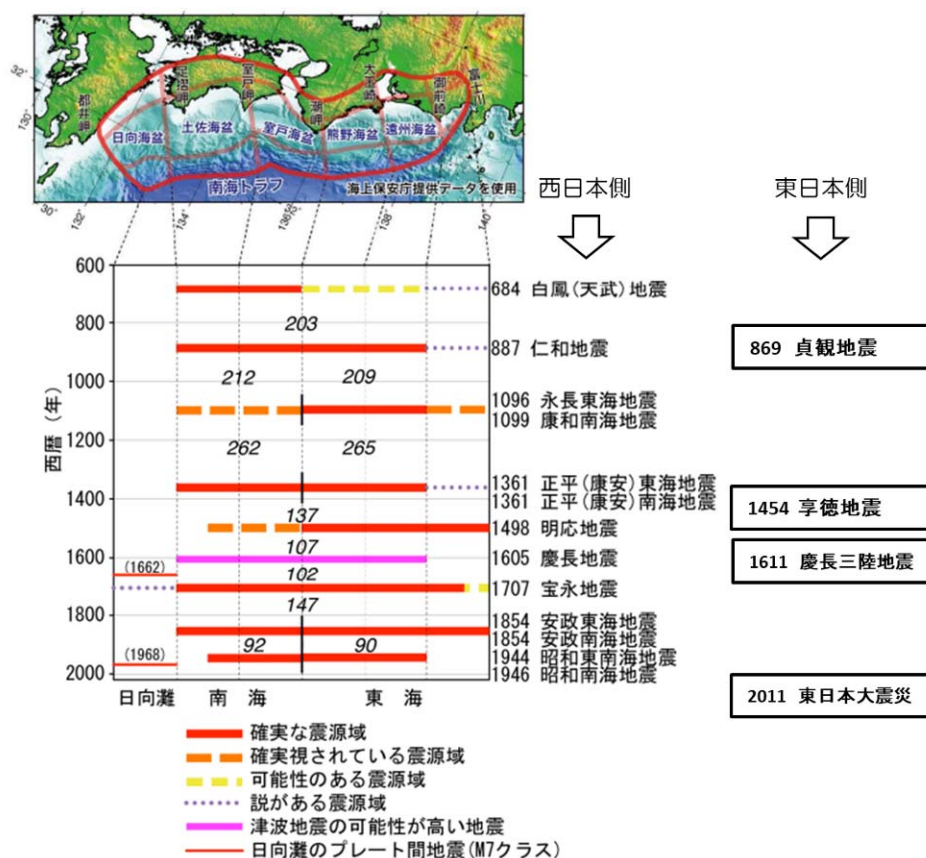 32°
130°
30°
132°
134°
136°
138°
140°
都井岬
足摺岬
室戸岬
潮岬
大王崎
御前崎
富士川
日向海盆
土佐海盆
室戸海盆
熊野海盆
遠州海盆
南海トラフ
海上保安庁提供データを使用
西日本側
東日本側
西暦（年）
600
800
1000
1200
1400
1600
1800
2000
203
212
209
262
265
137
107
102
147
92
90
(1662)
(1968)
684 白鳳(天武)地震
887 仁和地震
1096 永長東海地震
1099 康和南海地震
1361 正平(康安)東海地震
1361 正平(康安)南海地震
1498 明応地震
1605 慶長地震
1707 宝永地震
1854 安政東海地震
1854 安政南海地震
1944 昭和東南海地震
1946 昭和南海地震
869 貞観地震
1454 享徳地震
1611 慶長三陸地震
2011 東日本大震災
日向灘
南 海
東 海
確実な震源域
確実視されている震源域
可能性のある震源域
説がある震源域
津波地震の可能性が高い地震
日向灘のプレート間地震(M7クラス)